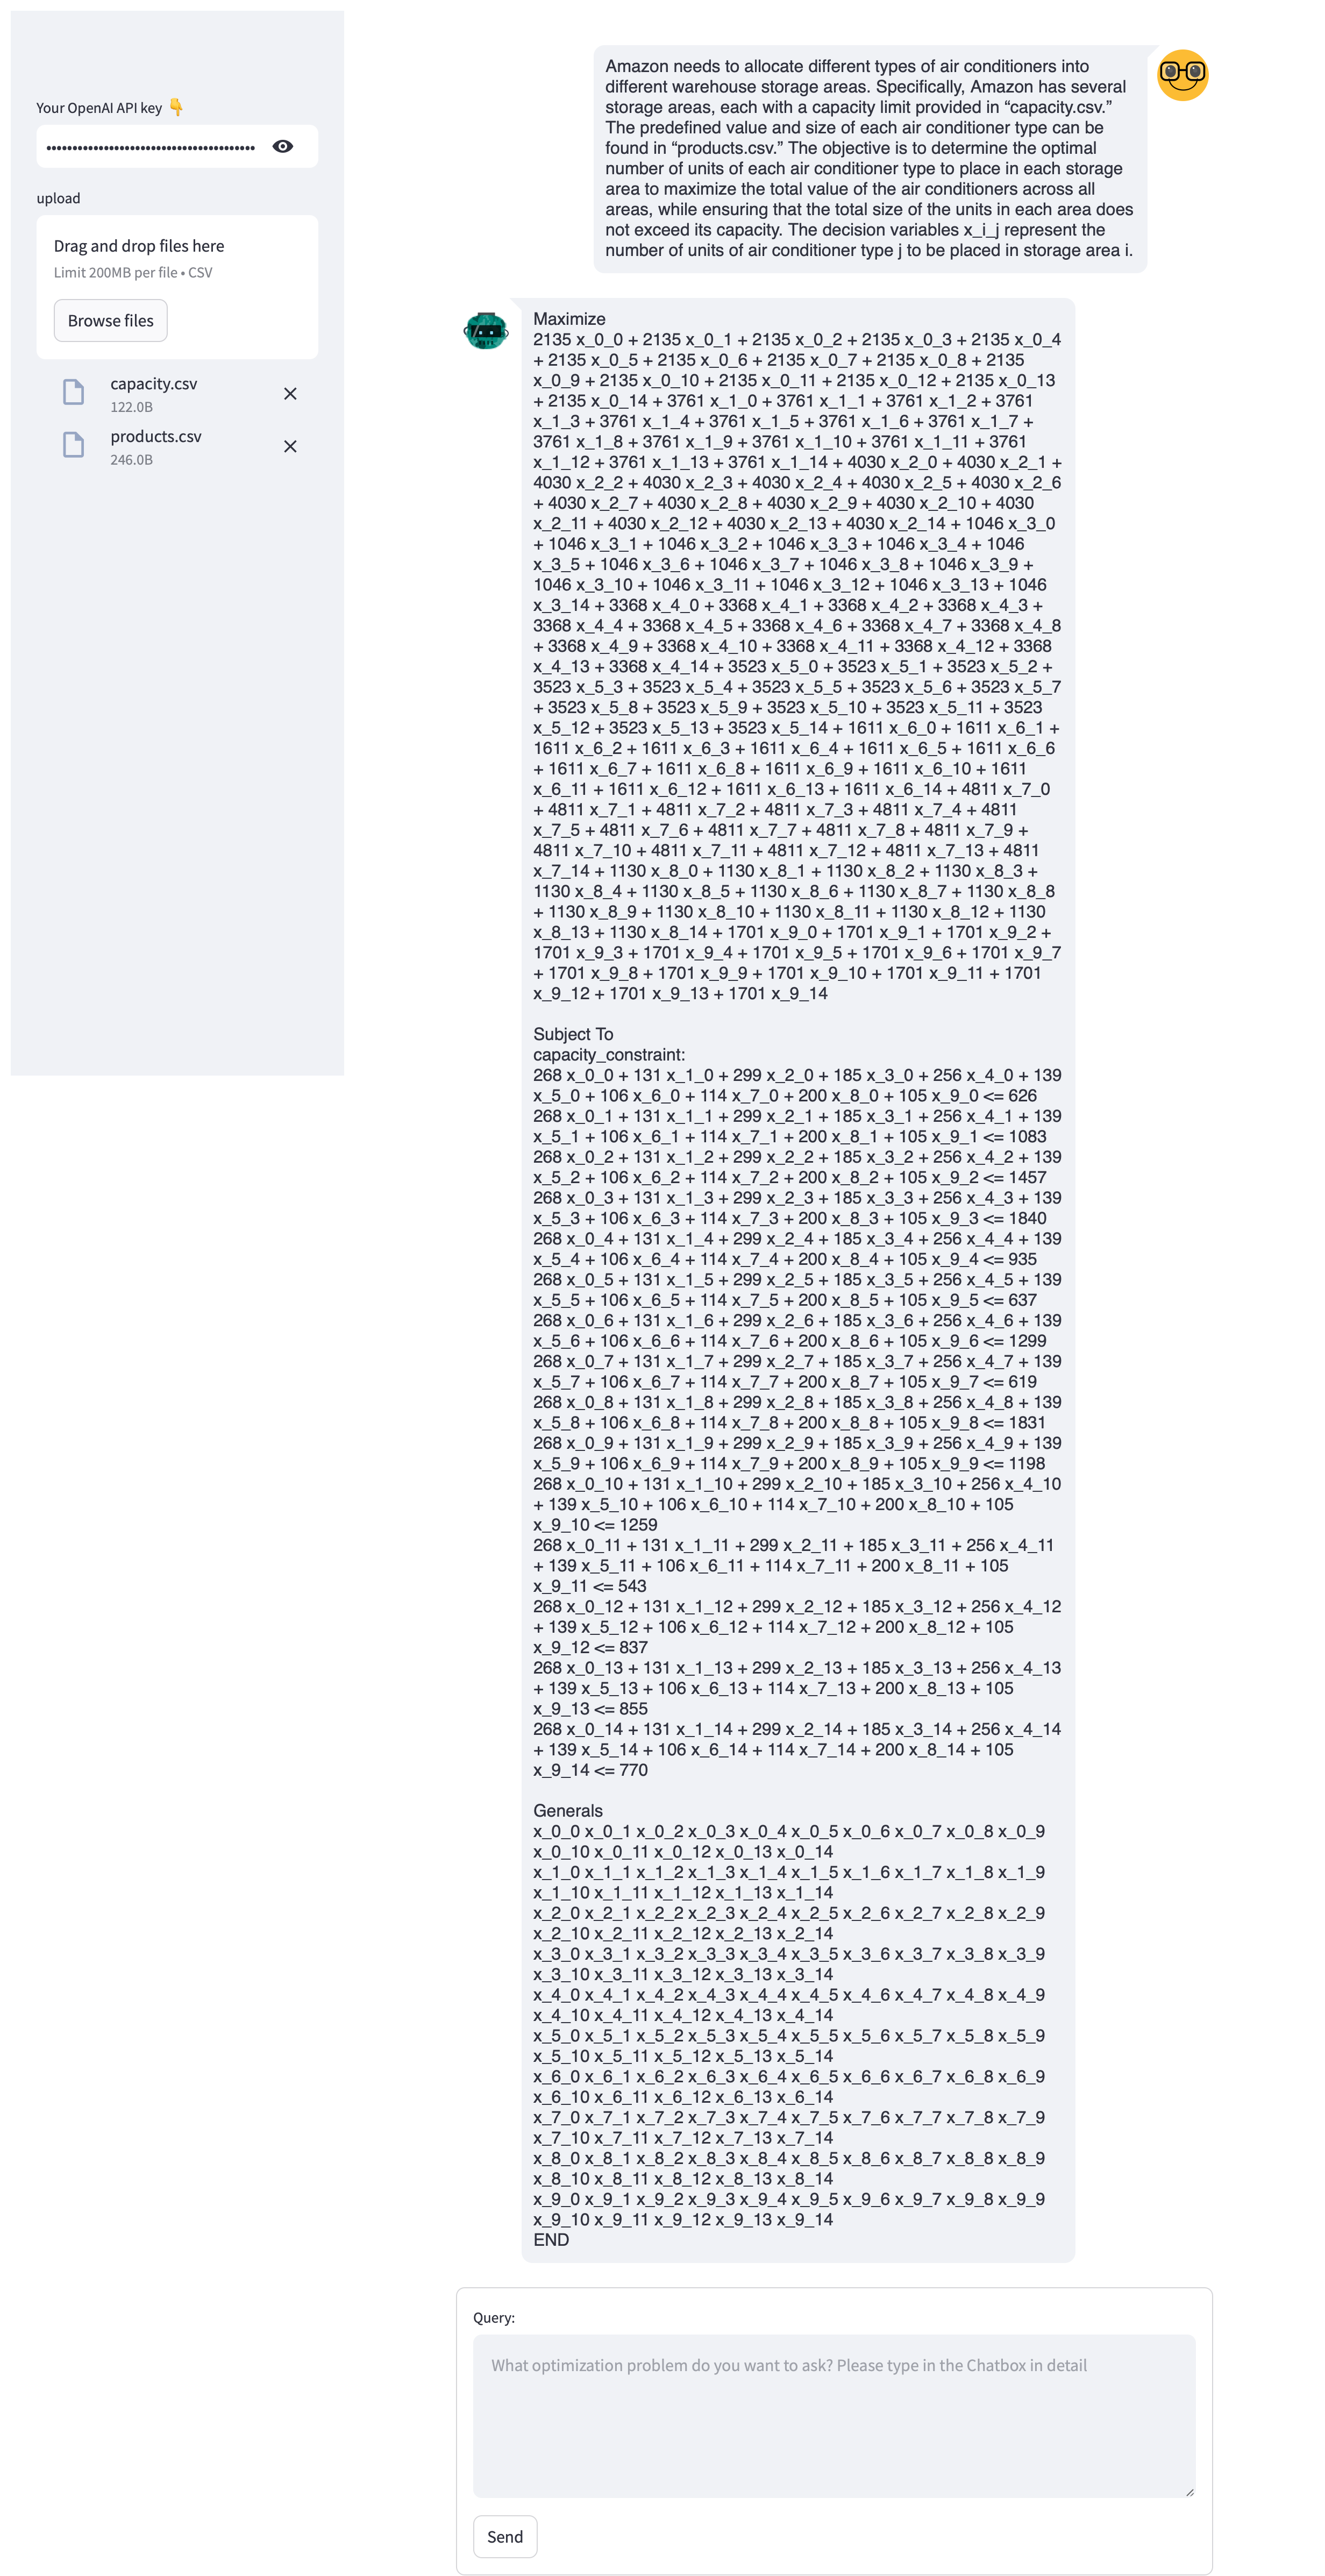 Your OpenAI API key 👇
••••••••••••••••••••••••••••••••••••••••
upload
Drag and drop files here
Limit 200MB per file • CSV
Browse files
capacity.csv
122.0B
products.csv
246.0B
Amazon needs to allocate different types of air conditioners into
different warehouse storage areas. Specifically, Amazon has several
storage areas, each with a capacity limit provided in “capacity.csv.”
The predefined value and size of each air conditioner type can be
found in “products.csv.” The objective is to determine the optimal
number of units of each air conditioner type to place in each storage
area to maximize the total value of the air conditioners across all
areas, while ensuring that the total size of the units in each area does
not exceed its capacity. The decision variables x_i_j represent the
number of units of air conditioner type j to be placed in storage area i.
Maximize
2135 x_0_0 + 2135 x_0_1 + 2135 x_0_2 + 2135 x_0_3 + 2135 x_0_4
+ 2135 x_0_5 + 2135 x_0_6 + 2135 x_0_7 + 2135 x_0_8 + 2135
x_0_9 + 2135 x_0_10 + 2135 x_0_11 + 2135 x_0_12 + 2135 x_0_13
+ 2135 x_0_14 + 3761 x_1_0 + 3761 x_1_1 + 3761 x_1_2 + 3761
x_1_3 + 3761 x_1_4 + 3761 x_1_5 + 3761 x_1_6 + 3761 x_1_7 +
3761 x_1_8 + 3761 x_1_9 + 3761 x_1_10 + 3761 x_1_11 + 3761
x_1_12 + 3761 x_1_13 + 3761 x_1_14 + 4030 x_2_0 + 4030 x_2_1 +
4030 x_2_2 + 4030 x_2_3 + 4030 x_2_4 + 4030 x_2_5 + 4030 x_2_6
+ 4030 x_2_7 + 4030 x_2_8 + 4030 x_2_9 + 4030 x_2_10 + 4030
x_2_11 + 4030 x_2_12 + 4030 x_2_13 + 4030 x_2_14 + 1046 x_3_0
+ 1046 x_3_1 + 1046 x_3_2 + 1046 x_3_3 + 1046 x_3_4 + 1046
x_3_5 + 1046 x_3_6 + 1046 x_3_7 + 1046 x_3_8 + 1046 x_3_9 +
1046 x_3_10 + 1046 x_3_11 + 1046 x_3_12 + 1046 x_3_13 + 1046
x_3_14 + 3368 x_4_0 + 3368 x_4_1 + 3368 x_4_2 + 3368 x_4_3 +
3368 x_4_4 + 3368 x_4_5 + 3368 x_4_6 + 3368 x_4_7 + 3368 x_4_8
+ 3368 x_4_9 + 3368 x_4_10 + 3368 x_4_11 + 3368 x_4_12 + 3368
x_4_13 + 3368 x_4_14 + 3523 x_5_0 + 3523 x_5_1 + 3523 x_5_2 +
3523 x_5_3 + 3523 x_5_4 + 3523 x_5_5 + 3523 x_5_6 + 3523 x_5_7
+ 3523 x_5_8 + 3523 x_5_9 + 3523 x_5_10 + 3523 x_5_11 + 3523
x_5_12 + 3523 x_5_13 + 3523 x_5_14 + 1611 x_6_0 + 1611 x_6_1 +
1611 x_6_2 + 1611 x_6_3 + 1611 x_6_4 + 1611 x_6_5 + 1611 x_6_6
+ 1611 x_6_7 + 1611 x_6_8 + 1611 x_6_9 + 1611 x_6_10 + 1611
x_6_11 + 1611 x_6_12 + 1611 x_6_13 + 1611 x_6_14 + 4811 x_7_0
+ 4811 x_7_1 + 4811 x_7_2 + 4811 x_7_3 + 4811 x_7_4 + 4811
x_7_5 + 4811 x_7_6 + 4811 x_7_7 + 4811 x_7_8 + 4811 x_7_9 +
4811 x_7_10 + 4811 x_7_11 + 4811 x_7_12 + 4811 x_7_13 + 4811
x_7_14 + 1130 x_8_0 + 1130 x_8_1 + 1130 x_8_2 + 1130 x_8_3 +
1130 x_8_4 + 1130 x_8_5 + 1130 x_8_6 + 1130 x_8_7 + 1130 x_8_8
+ 1130 x_8_9 + 1130 x_8_10 + 1130 x_8_11 + 1130 x_8_12 + 1130
x_8_13 + 1130 x_8_14 + 1701 x_9_0 + 1701 x_9_1 + 1701 x_9_2 +
1701 x_9_3 + 1701 x_9_4 + 1701 x_9_5 + 1701 x_9_6 + 1701 x_9_7
+ 1701 x_9_8 + 1701 x_9_9 + 1701 x_9_10 + 1701 x_9_11 + 1701
x_9_12 + 1701 x_9_13 + 1701 x_9_14
Subject To
capacity_constraint:
268 x_0_0 + 131 x_1_0 + 299 x_2_0 + 185 x_3_0 + 256 x_4_0 + 139
x_5_0 + 106 x_6_0 + 114 x_7_0 + 200 x_8_0 + 105 x_9_0 <= 626
268 x_0_1 + 131 x_1_1 + 299 x_2_1 + 185 x_3_1 + 256 x_4_1 + 139
x_5_1 + 106 x_6_1 + 114 x_7_1 + 200 x_8_1 + 105 x_9_1 <= 1083
268 x_0_2 + 131 x_1_2 + 299 x_2_2 + 185 x_3_2 + 256 x_4_2 + 139
x_5_2 + 106 x_6_2 + 114 x_7_2 + 200 x_8_2 + 105 x_9_2 <= 1457
268 x_0_3 + 131 x_1_3 + 299 x_2_3 + 185 x_3_3 + 256 x_4_3 + 139
x_5_3 + 106 x_6_3 + 114 x_7_3 + 200 x_8_3 + 105 x_9_3 <= 1840
268 x_0_4 + 131 x_1_4 + 299 x_2_4 + 185 x_3_4 + 256 x_4_4 + 139
x_5_4 + 106 x_6_4 + 114 x_7_4 + 200 x_8_4 + 105 x_9_4 <= 935
268 x_0_5 + 131 x_1_5 + 299 x_2_5 + 185 x_3_5 + 256 x_4_5 + 139
x_5_5 + 106 x_6_5 + 114 x_7_5 + 200 x_8_5 + 105 x_9_5 <= 637
268 x_0_6 + 131 x_1_6 + 299 x_2_6 + 185 x_3_6 + 256 x_4_6 + 139
x_5_6 + 106 x_6_6 + 114 x_7_6 + 200 x_8_6 + 105 x_9_6 <= 1299
268 x_0_7 + 131 x_1_7 + 299 x_2_7 + 185 x_3_7 + 256 x_4_7 + 139
x_5_7 + 106 x_6_7 + 114 x_7_7 + 200 x_8_7 + 105 x_9_7 <= 619
268 x_0_8 + 131 x_1_8 + 299 x_2_8 + 185 x_3_8 + 256 x_4_8 + 139
x_5_8 + 106 x_6_8 + 114 x_7_8 + 200 x_8_8 + 105 x_9_8 <= 1831
268 x_0_9 + 131 x_1_9 + 299 x_2_9 + 185 x_3_9 + 256 x_4_9 + 139
x_5_9 + 106 x_6_9 + 114 x_7_9 + 200 x_8_9 + 105 x_9_9 <= 1198
268 x_0_10 + 131 x_1_10 + 299 x_2_10 + 185 x_3_10 + 256 x_4_10
+ 139 x_5_10 + 106 x_6_10 + 114 x_7_10 + 200 x_8_10 + 105
x_9_10 <= 1259
268 x_0_11 + 131 x_1_11 + 299 x_2_11 + 185 x_3_11 + 256 x_4_11
+ 139 x_5_11 + 106 x_6_11 + 114 x_7_11 + 200 x_8_11 + 105
x_9_11 <= 543
268 x_0_12 + 131 x_1_12 + 299 x_2_12 + 185 x_3_12 + 256 x_4_12
+ 139 x_5_12 + 106 x_6_12 + 114 x_7_12 + 200 x_8_12 + 105
x_9_12 <= 837
268 x_0_13 + 131 x_1_13 + 299 x_2_13 + 185 x_3_13 + 256 x_4_13
+ 139 x_5_13 + 106 x_6_13 + 114 x_7_13 + 200 x_8_13 + 105
x_9_13 <= 855
268 x_0_14 + 131 x_1_14 + 299 x_2_14 + 185 x_3_14 + 256 x_4_14
+ 139 x_5_14 + 106 x_6_14 + 114 x_7_14 + 200 x_8_14 + 105
x_9_14 <= 770
Generals
x_0_0 x_0_1 x_0_2 x_0_3 x_0_4 x_0_5 x_0_6 x_0_7 x_0_8 x_0_9
x_0_10 x_0_11 x_0_12 x_0_13 x_0_14
x_1_0 x_1_1 x_1_2 x_1_3 x_1_4 x_1_5 x_1_6 x_1_7 x_1_8 x_1_9
x_1_10 x_1_11 x_1_12 x_1_13 x_1_14
x_2_0 x_2_1 x_2_2 x_2_3 x_2_4 x_2_5 x_2_6 x_2_7 x_2_8 x_2_9
x_2_10 x_2_11 x_2_12 x_2_13 x_2_14
x_3_0 x_3_1 x_3_2 x_3_3 x_3_4 x_3_5 x_3_6 x_3_7 x_3_8 x_3_9
x_3_10 x_3_11 x_3_12 x_3_13 x_3_14
x_4_0 x_4_1 x_4_2 x_4_3 x_4_4 x_4_5 x_4_6 x_4_7 x_4_8 x_4_9
x_4_10 x_4_11 x_4_12 x_4_13 x_4_14
x_5_0 x_5_1 x_5_2 x_5_3 x_5_4 x_5_5 x_5_6 x_5_7 x_5_8 x_5_9
x_5_10 x_5_11 x_5_12 x_5_13 x_5_14
x_6_0 x_6_1 x_6_2 x_6_3 x_6_4 x_6_5 x_6_6 x_6_7 x_6_8 x_6_9
x_6_10 x_6_11 x_6_12 x_6_13 x_6_14
x_7_0 x_7_1 x_7_2 x_7_3 x_7_4 x_7_5 x_7_6 x_7_7 x_7_8 x_7_9
x_7_10 x_7_11 x_7_12 x_7_13 x_7_14
x_8_0 x_8_1 x_8_2 x_8_3 x_8_4 x_8_5 x_8_6 x_8_7 x_8_8 x_8_9
x_8_10 x_8_11 x_8_12 x_8_13 x_8_14
x_9_0 x_9_1 x_9_2 x_9_3 x_9_4 x_9_5 x_9_6 x_9_7 x_9_8 x_9_9
x_9_10 x_9_11 x_9_12 x_9_13 x_9_14
END
Query:
What optimization problem do you want to ask? Please type in the Chatbox in detail
Send